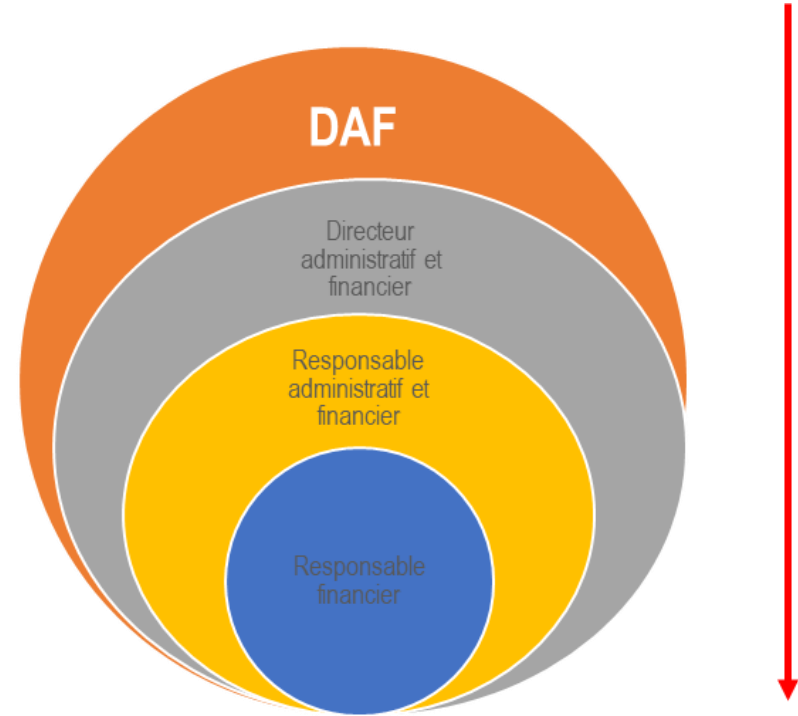 DAF
Directeur
administratif et
financier
Responsable
administratif et
financier
Responsable
financier